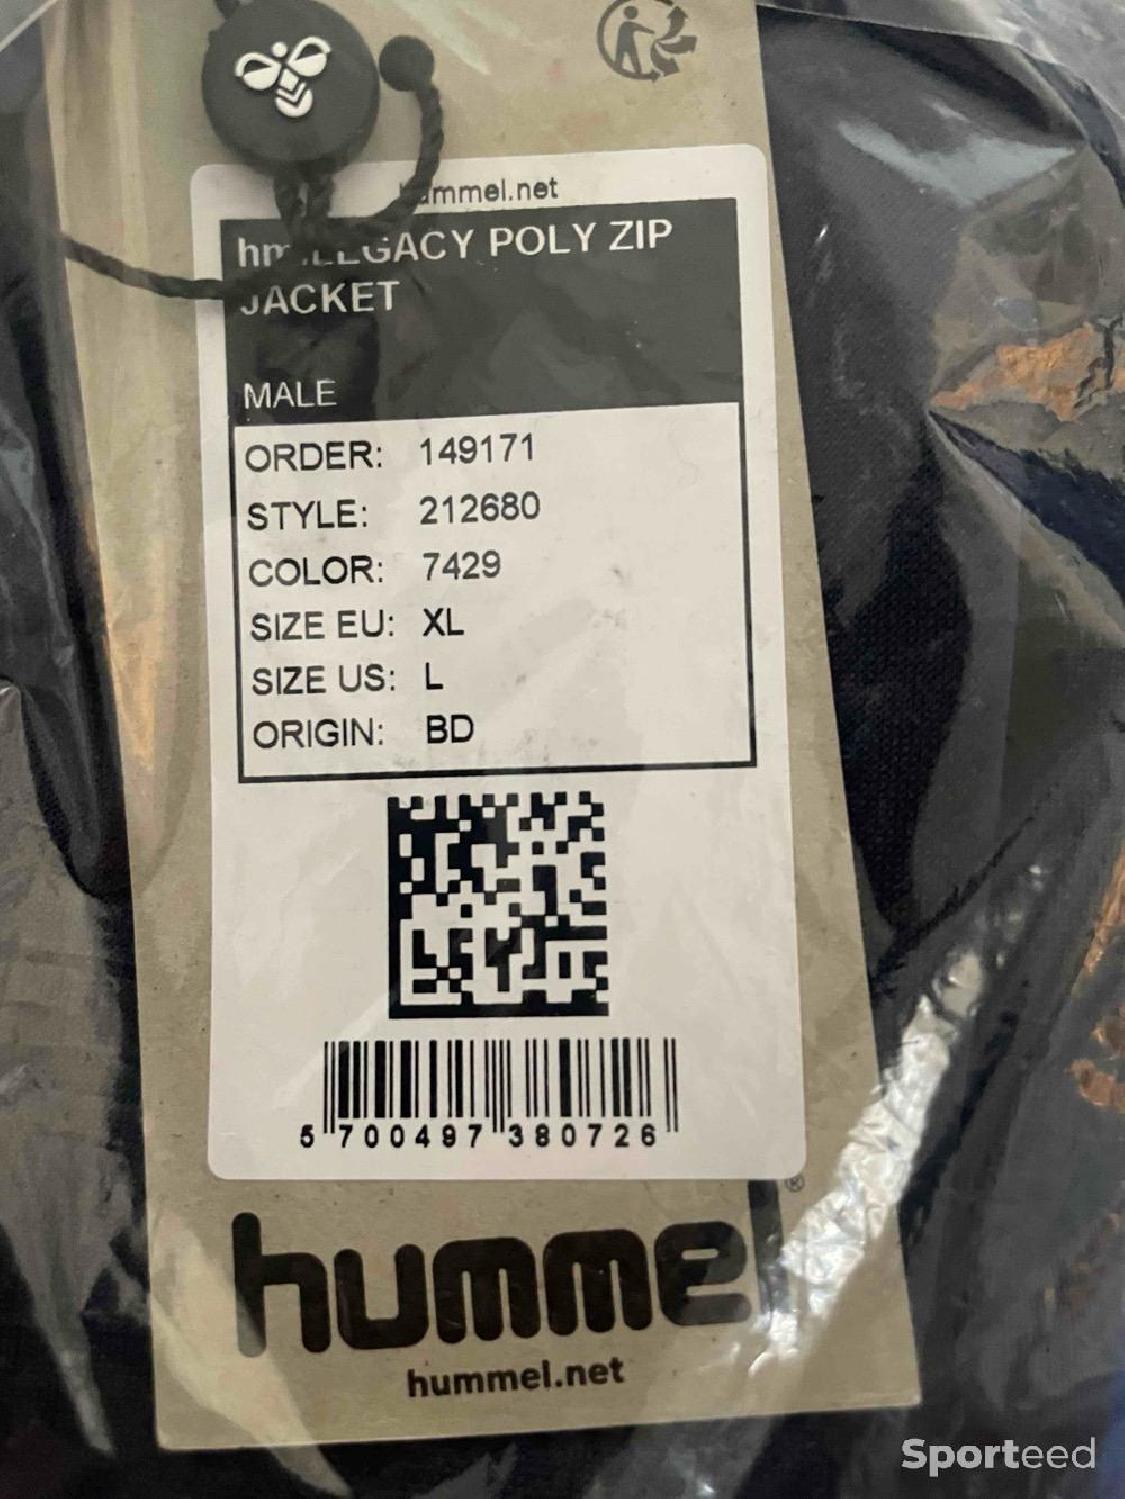 hummel.net
hmlLEGACY POLY ZIP
JACKET
MALE
ORDER: 149171
STYLE: 212680
COLOR: 7429
SIZE EU: XL
SIZE US: L
ORIGIN: BD
5 700497 380726
®
hummel
hummel.net
Sporteed